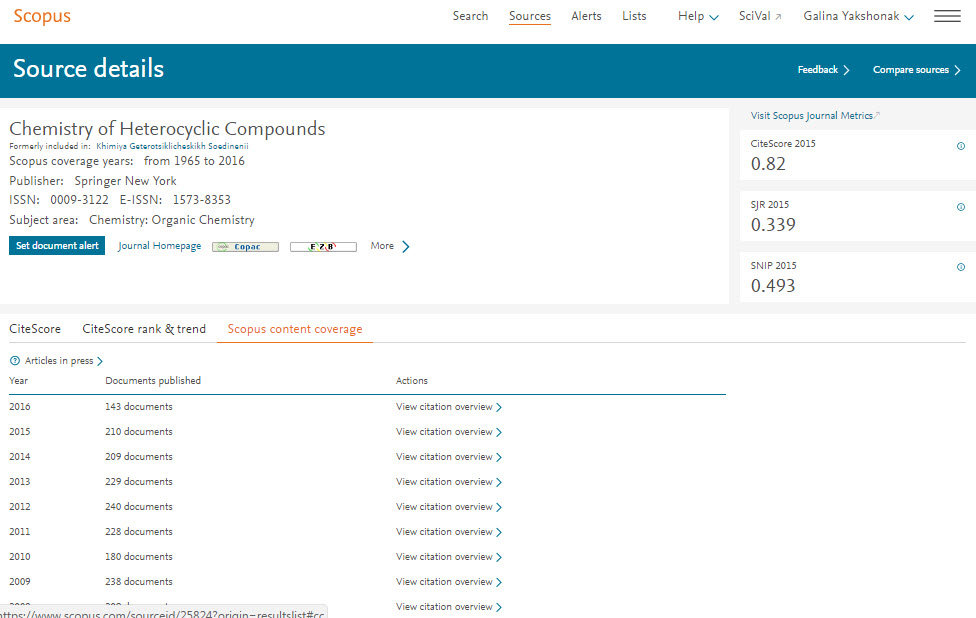 Scopus
Search Sources Alerts Lists Help SciVal Galina Yakshonak
Source details
Feedback Compare sources
Chemistry of Heterocyclic Compounds
Formerly included in: Khimiya Geterotsiklicheskikh Soedinenii
Scopus coverage years: from 1965 to 2016
Publisher: Springer New York
ISSN: 0009-3122 E-ISSN: 1573-8353
Subject area: Chemistry: Organic Chemistry
Set document alert Journal Homepage Copac EZB More
Visit Scopus Journal Metrics
CiteScore 2015
0.82
SJR 2015
0.339
SNIP 2015
0.493
CiteScore CiteScore rank & trend Scopus content coverage
Articles in press
Year Documents published Actions
2016 143 documents View citation overview
2015 210 documents View citation overview
2014 209 documents View citation overview
2013 229 documents View citation overview
2012 240 documents View citation overview
2011 228 documents View citation overview
2010 180 documents View citation overview
2009 238 documents View citation overview
View citation overview
https://www.scopus.com/sourceid/25824?origin=resultslist#cc